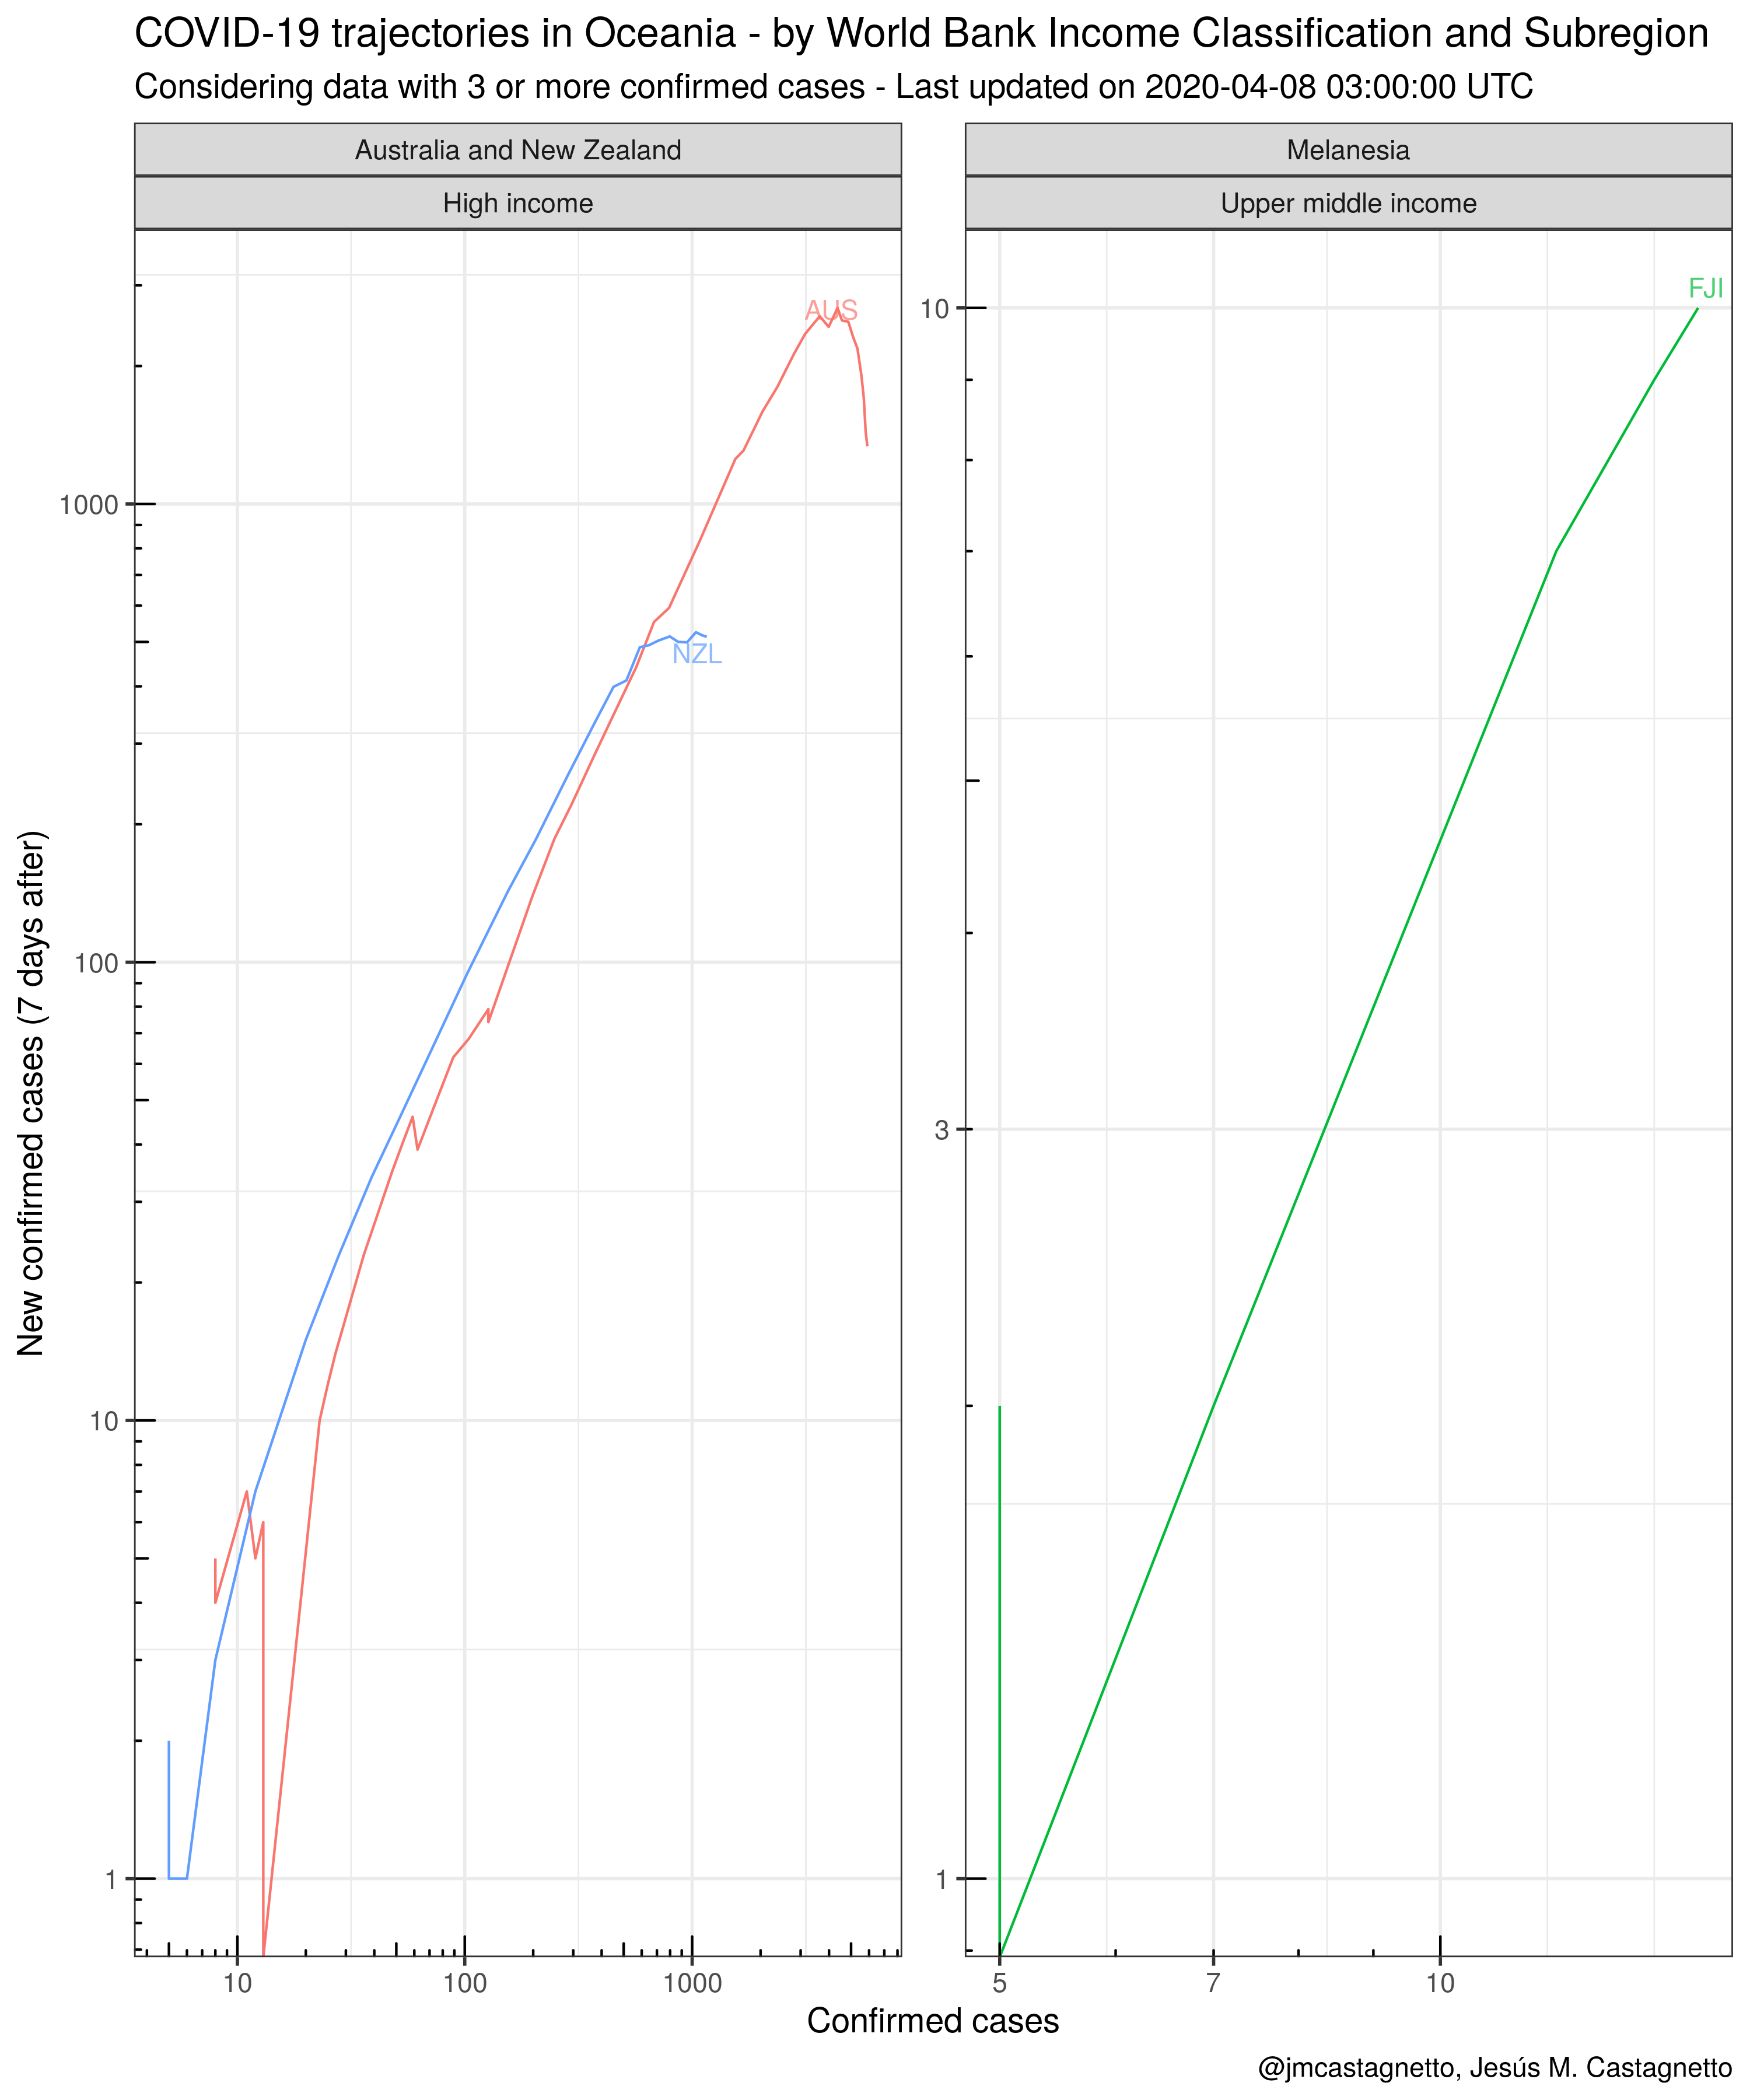 COVID-19 trajectories in Oceania - by World Bank Income Classification and Subregion
Considering data with 3 or more confirmed cases - Last updated on 2020-04-08 03:00:00 UTC
Australia and New Zealand
High income
Melanesia
Upper middle income
New confirmed cases (7 days after)
1000
100
10
1
AUS
NZL
10
100
1000
10
3
1
FJI
5
7
10
Confirmed cases
@jmcastagnetto, Jesús M. Castagnetto